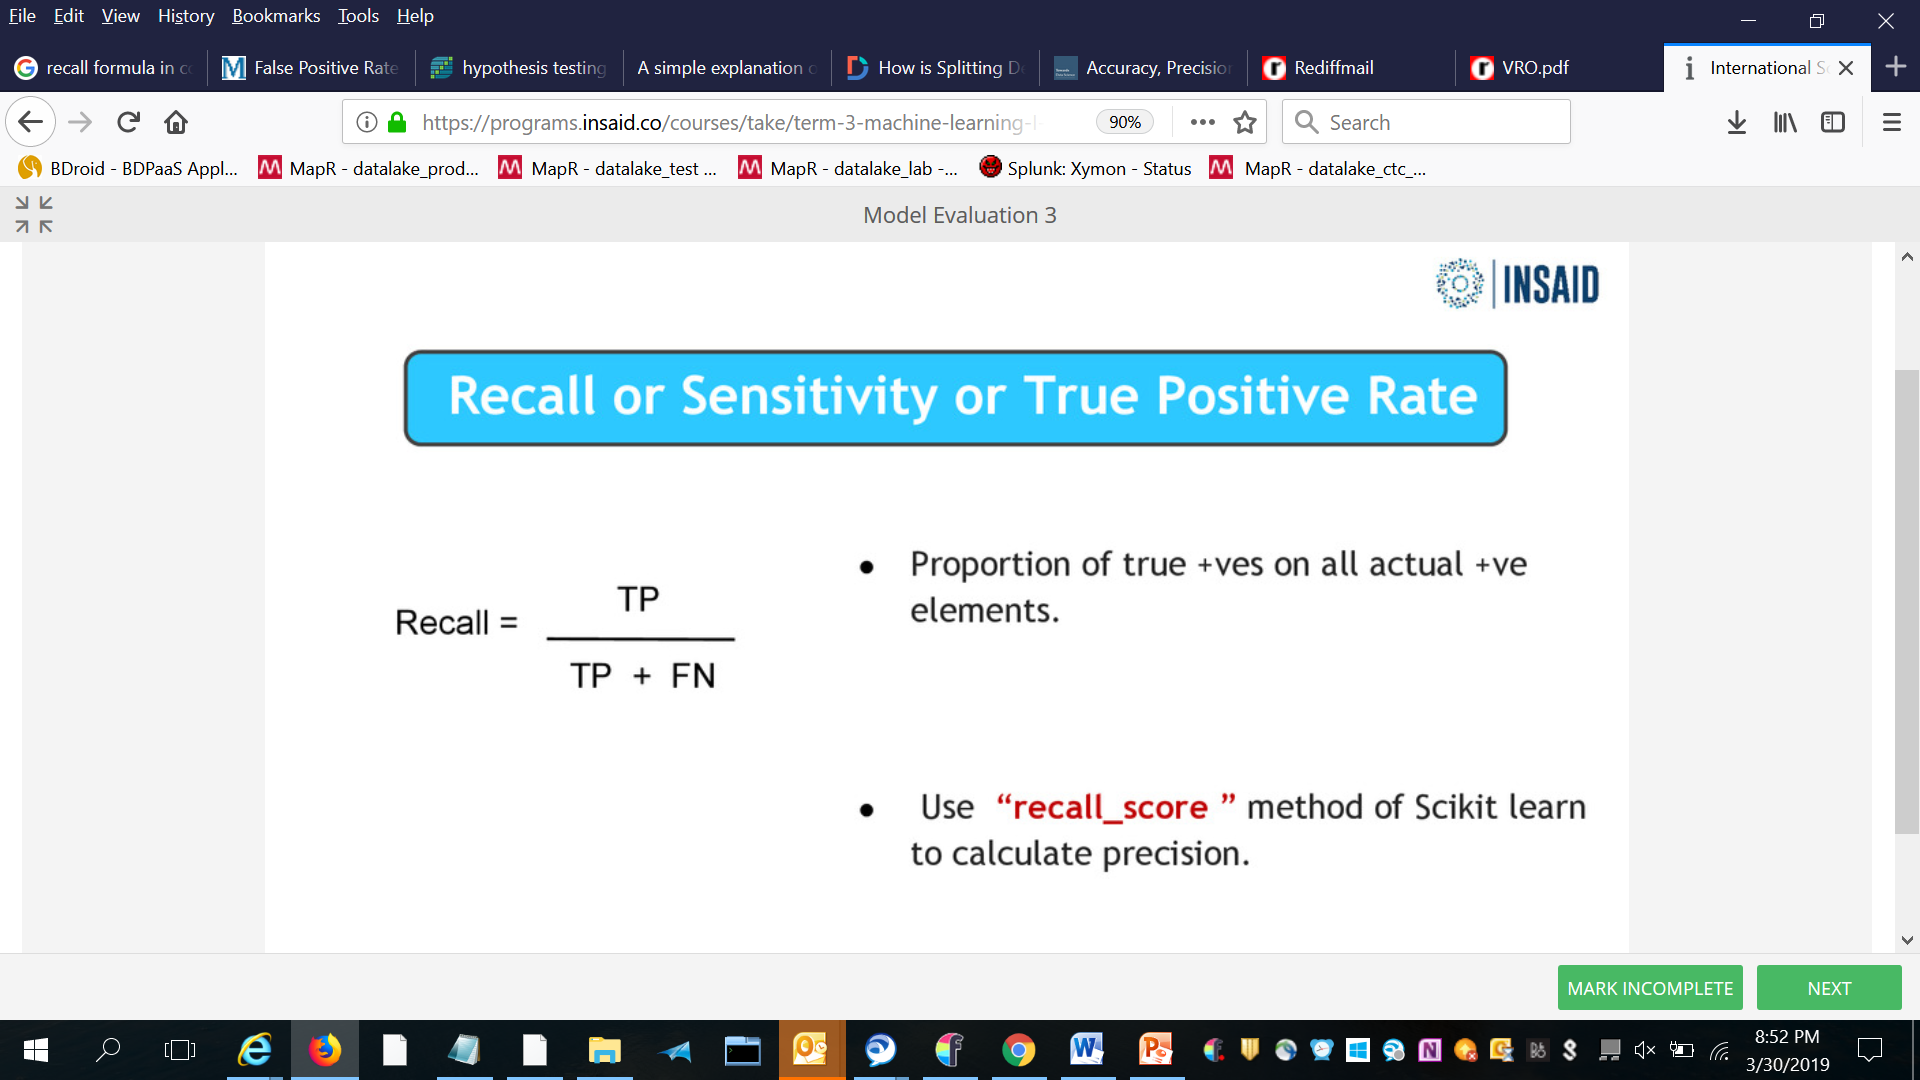 File Edit View History Bookmarks Tools Help
recall formula in c
False Positive Rate
hypothesis testing
A simple explanation o
How is Splitting De
Accuracy, Precision
Rediffmail
VRO.pdf
International S
https://programs.insaid.co/courses/take/term-3-machine-learning-l
90%
Search
BDroid - BDPaaS Appl...
MapR - datalake_prod...
MapR - datalake_test ...
MapR - datalake_lab -...
Splunk: Xymon - Status
MapR - datalake_ctc_...
Model Evaluation 3
INSAID
Recall or Sensitivity or True Positive Rate
Recall =
TP
TP + FN
● Proportion of true +ves on all actual +ve
elements.
● Use “recall_score ” method of Scikit learn
to calculate precision.
MARK INCOMPLETE
NEXT
8:52 PM
3/30/2019